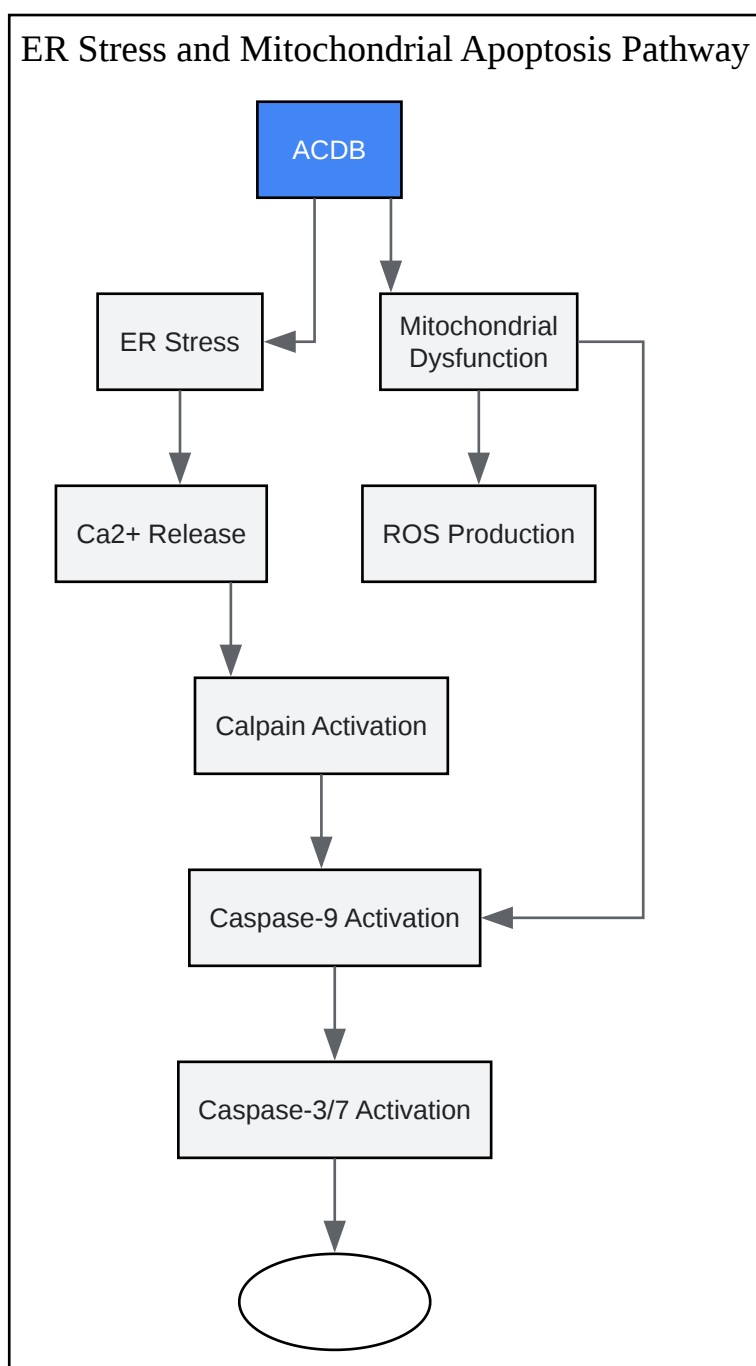 ER Stress and Mitochondrial Apoptosis Pathway
ACDB
ER Stress
Mitochondrial
Dysfunction
Ca2+ Release
ROS Production
Calpain Activation
Caspase-9 Activation
Caspase-3/7 Activation